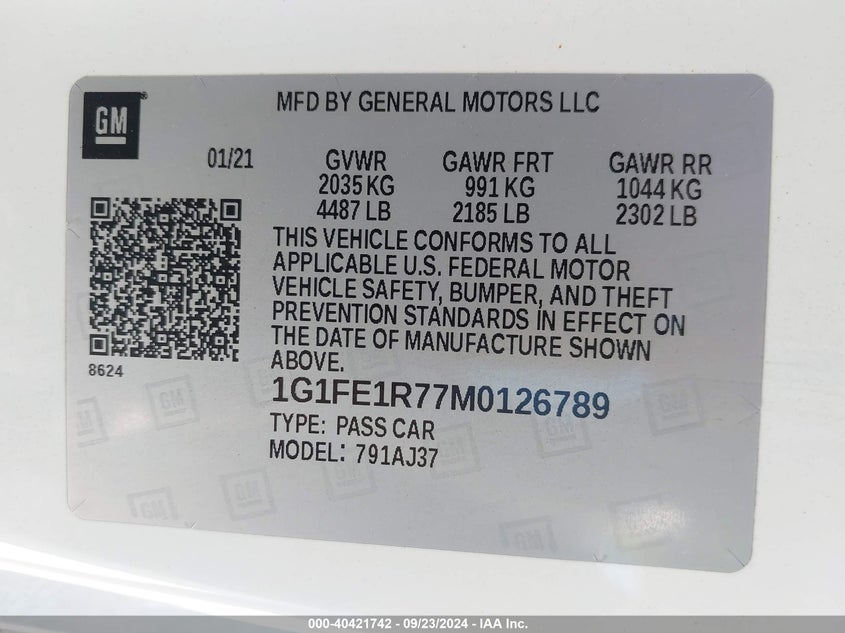 GM
MFD BY GENERAL MOTORS LLC
01/21 GVWR GAWR FRT GAWR RR
2035 KG 991 KG 1044 KG
4487 LB 2185 LB 2302 LB
THIS VEHICLE CONFORMS TO ALL
APPLICABLE U.S. FEDERAL MOTOR
VEHICLE SAFETY, BUMPER, AND THEFT
PREVENTION STANDARDS IN EFFECT ON
THE DATE OF MANUFACTURE SHOWN
ABOVE.
8624
1G1FE1R77M0126789
TYPE: PASS CAR
MODEL: 791AJ37
000-40421742 - 09/23/2024 - IAA Inc.